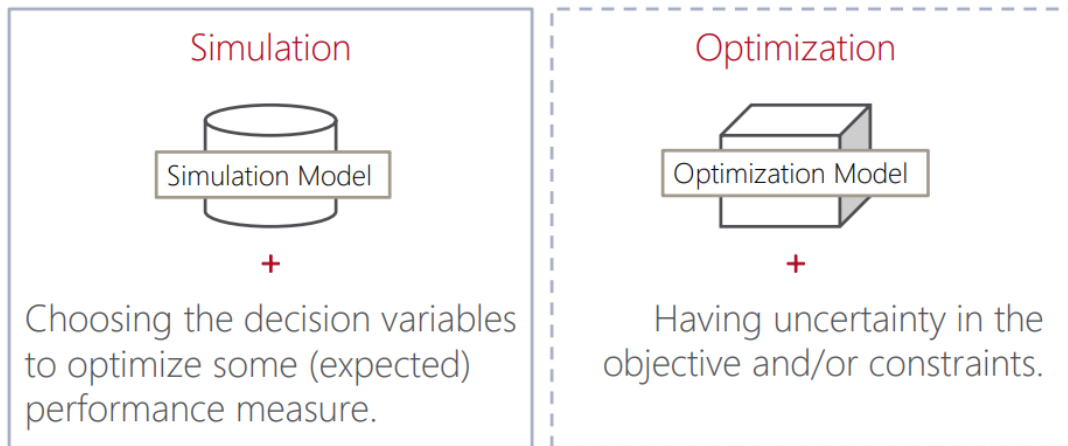 Simulation
Simulation Model
+
Choosing the decision variables
to optimize some (expected)
performance measure.
Optimization
Optimization Model
+
Having uncertainty in the
objective and/or constraints.